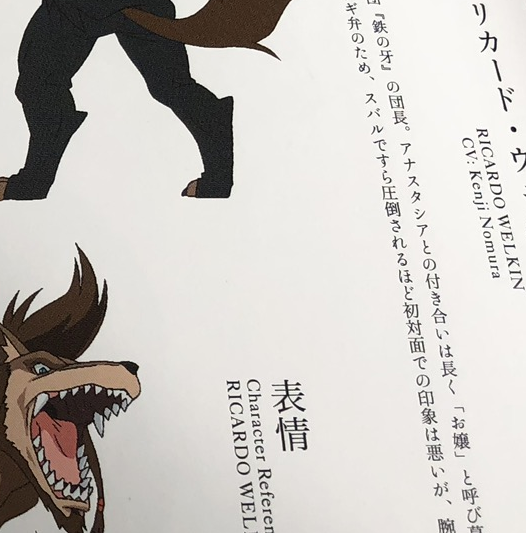 リカード・ウ
RICARDO WELKIN
CV: Kenji Nomura
団『鉄の牙』の団長。アナスタシアとの付き合いは長く「お嬢」と呼び
ギ弁のため、スバルですら圧倒されるほど初対面での印象は悪いが、腕
表情
Character Referen
RICARDO WEL